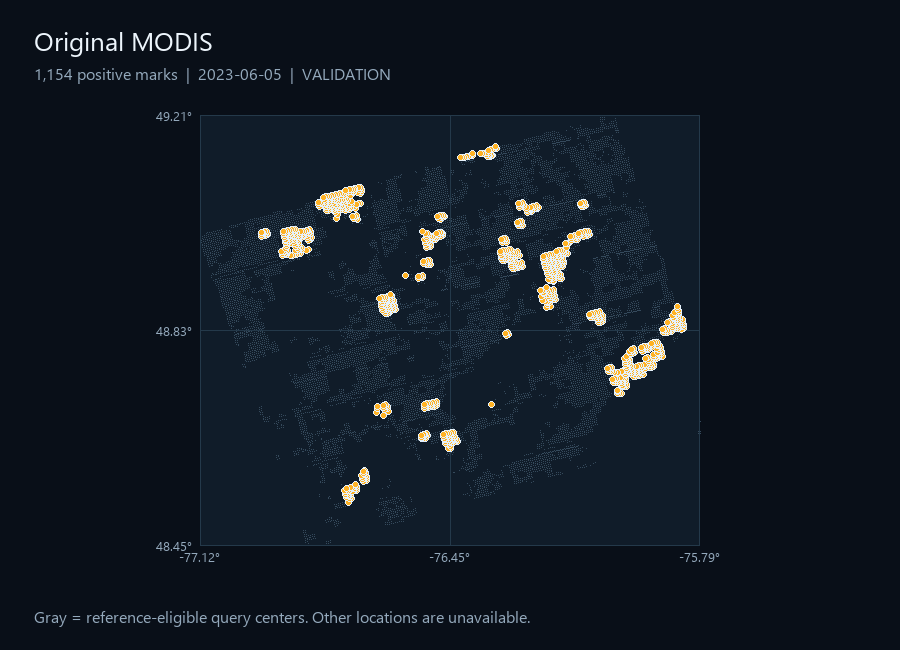 Original MODIS
1,154 positive marks | 2023-06-05 | VALIDATION
49.21°
48.83°
48.45°
-77.12°
-76.45°
-75.79°
Gray = reference-eligible query centers. Other locations are unavailable.